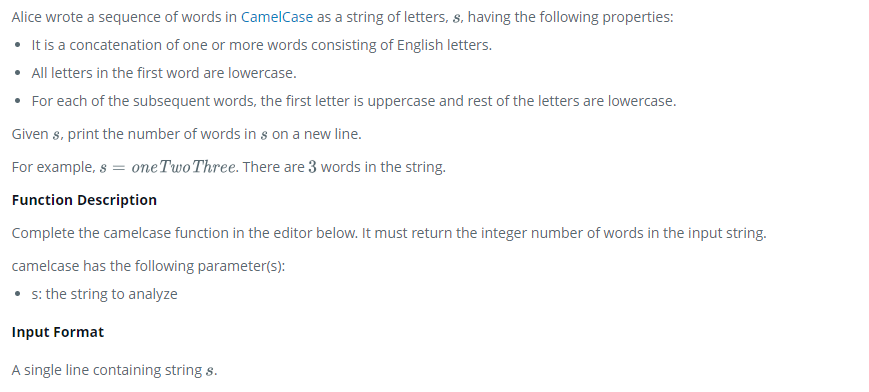 Alice wrote a sequence of words in CamelCase as a string of letters, s, having the following properties:
• It is a concatenation of one or more words consisting of English letters.
• All letters in the first word are lowercase.
• For each of the subsequent words, the first letter is uppercase and rest of the letters are lowercase.
Given s, print the number of words in s on a new line.
For example, s = oneTwoThree. There are 3 words in the string.
Function Description
Complete the camelcase function in the editor below. It must return the integer number of words in the input string.
camelcase has the following parameter(s):
• s: the string to analyze
Input Format
A single line containing string s.